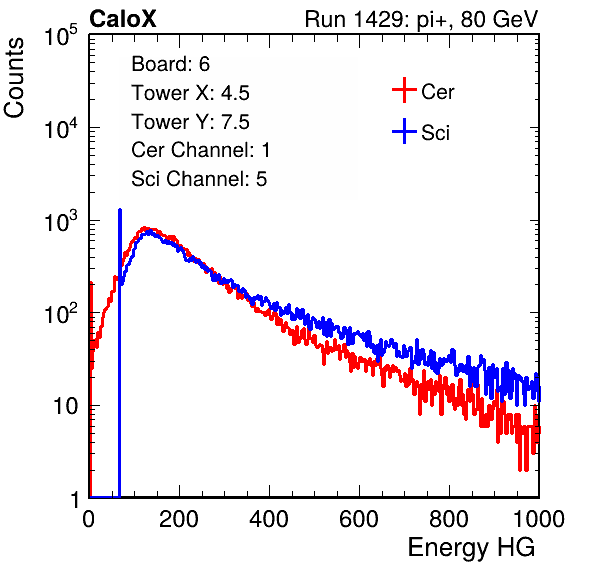 CaloX Run 1429: pi+, 80 GeV
Counts
Board: 6
Tower X: 4.5
Tower Y: 7.5
Cer Channel: 1
Sci Channel: 5
Cer
Sci
10^5
10^4
10^3
10^2
10
1
0 200 400 600 800 1000
Energy HG